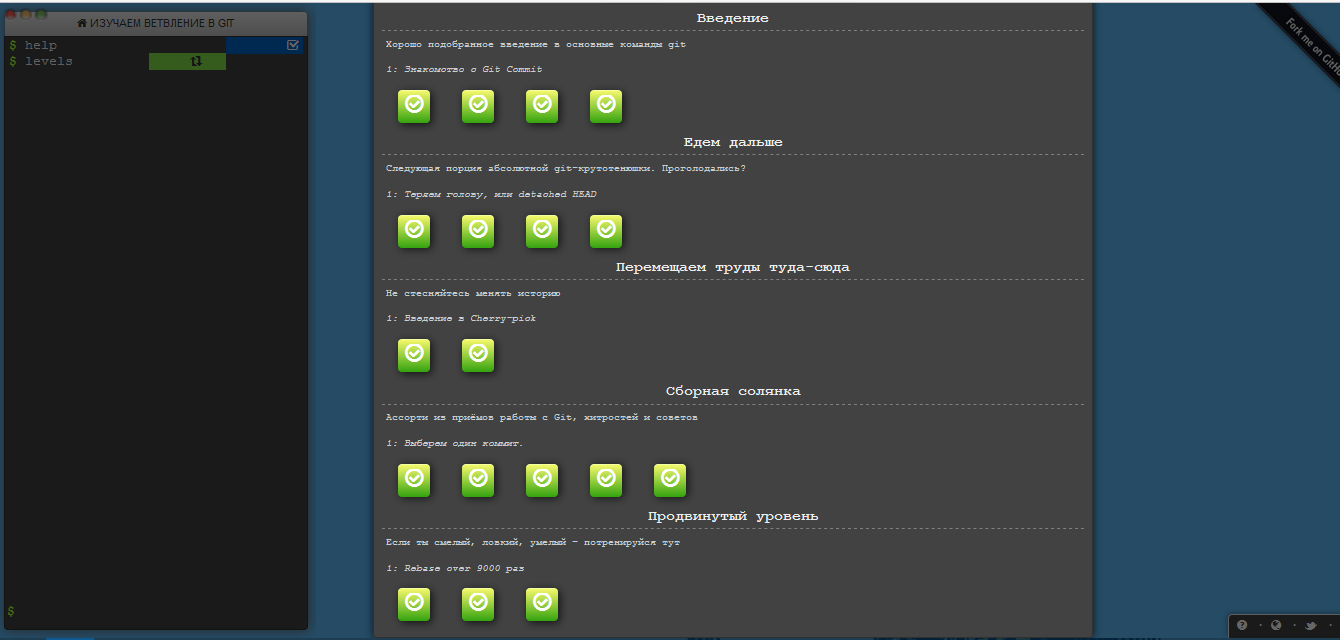 ИЗУЧАЕМ ВЕТВЛЕНИЕ В GIT
$ help
$ levels
$
Введение
Хорошо подобранное введение в основные команды git
1: Знакомство с Git Commit
Едем дальше
Следующая порция абсолютной git-крутотенюшки. Проголодались?
1: Теряем голову, или detached HEAD
Перемещаем труды туда-сюда
Не стесняйтесь менять историю
1: Введение в Cherry-pick
Сборная солянка
Ассорти из приёмов работы с Git, хитростей и советов
1: Выберем один коммит.
Продвинутый уровень
Если ты смелый, ловкий, умелый – потренируйся тут
1: Rebase over 9000 раз
Fork me on GitHu